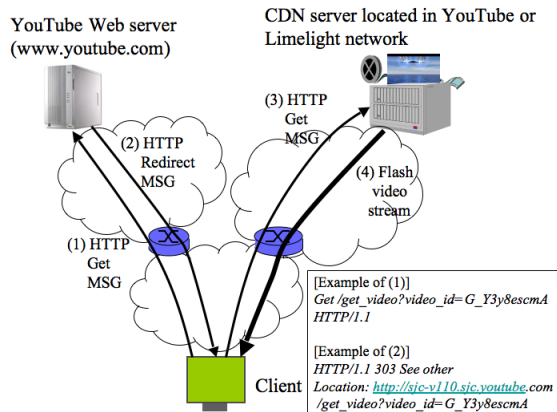 YouTube Web server
(www.youtube.com)
CDN server located in YouTube or
Limelight network
(3) HTTP
Get
MSG
(2) HTTP
Redirect
MSG
(4) Flash
video
stream
(1) HTTP
Get
MSG
Client
[Example of (1)]
Get /get_video?video_id=G_Y3y8escmA
HTTP/1.1
[Example of (2)]
HTTP/1.1 303 See other
Location: http://sjc-v110.sjc.youtube.com
/get_video?video_id=G_Y3y8escmA